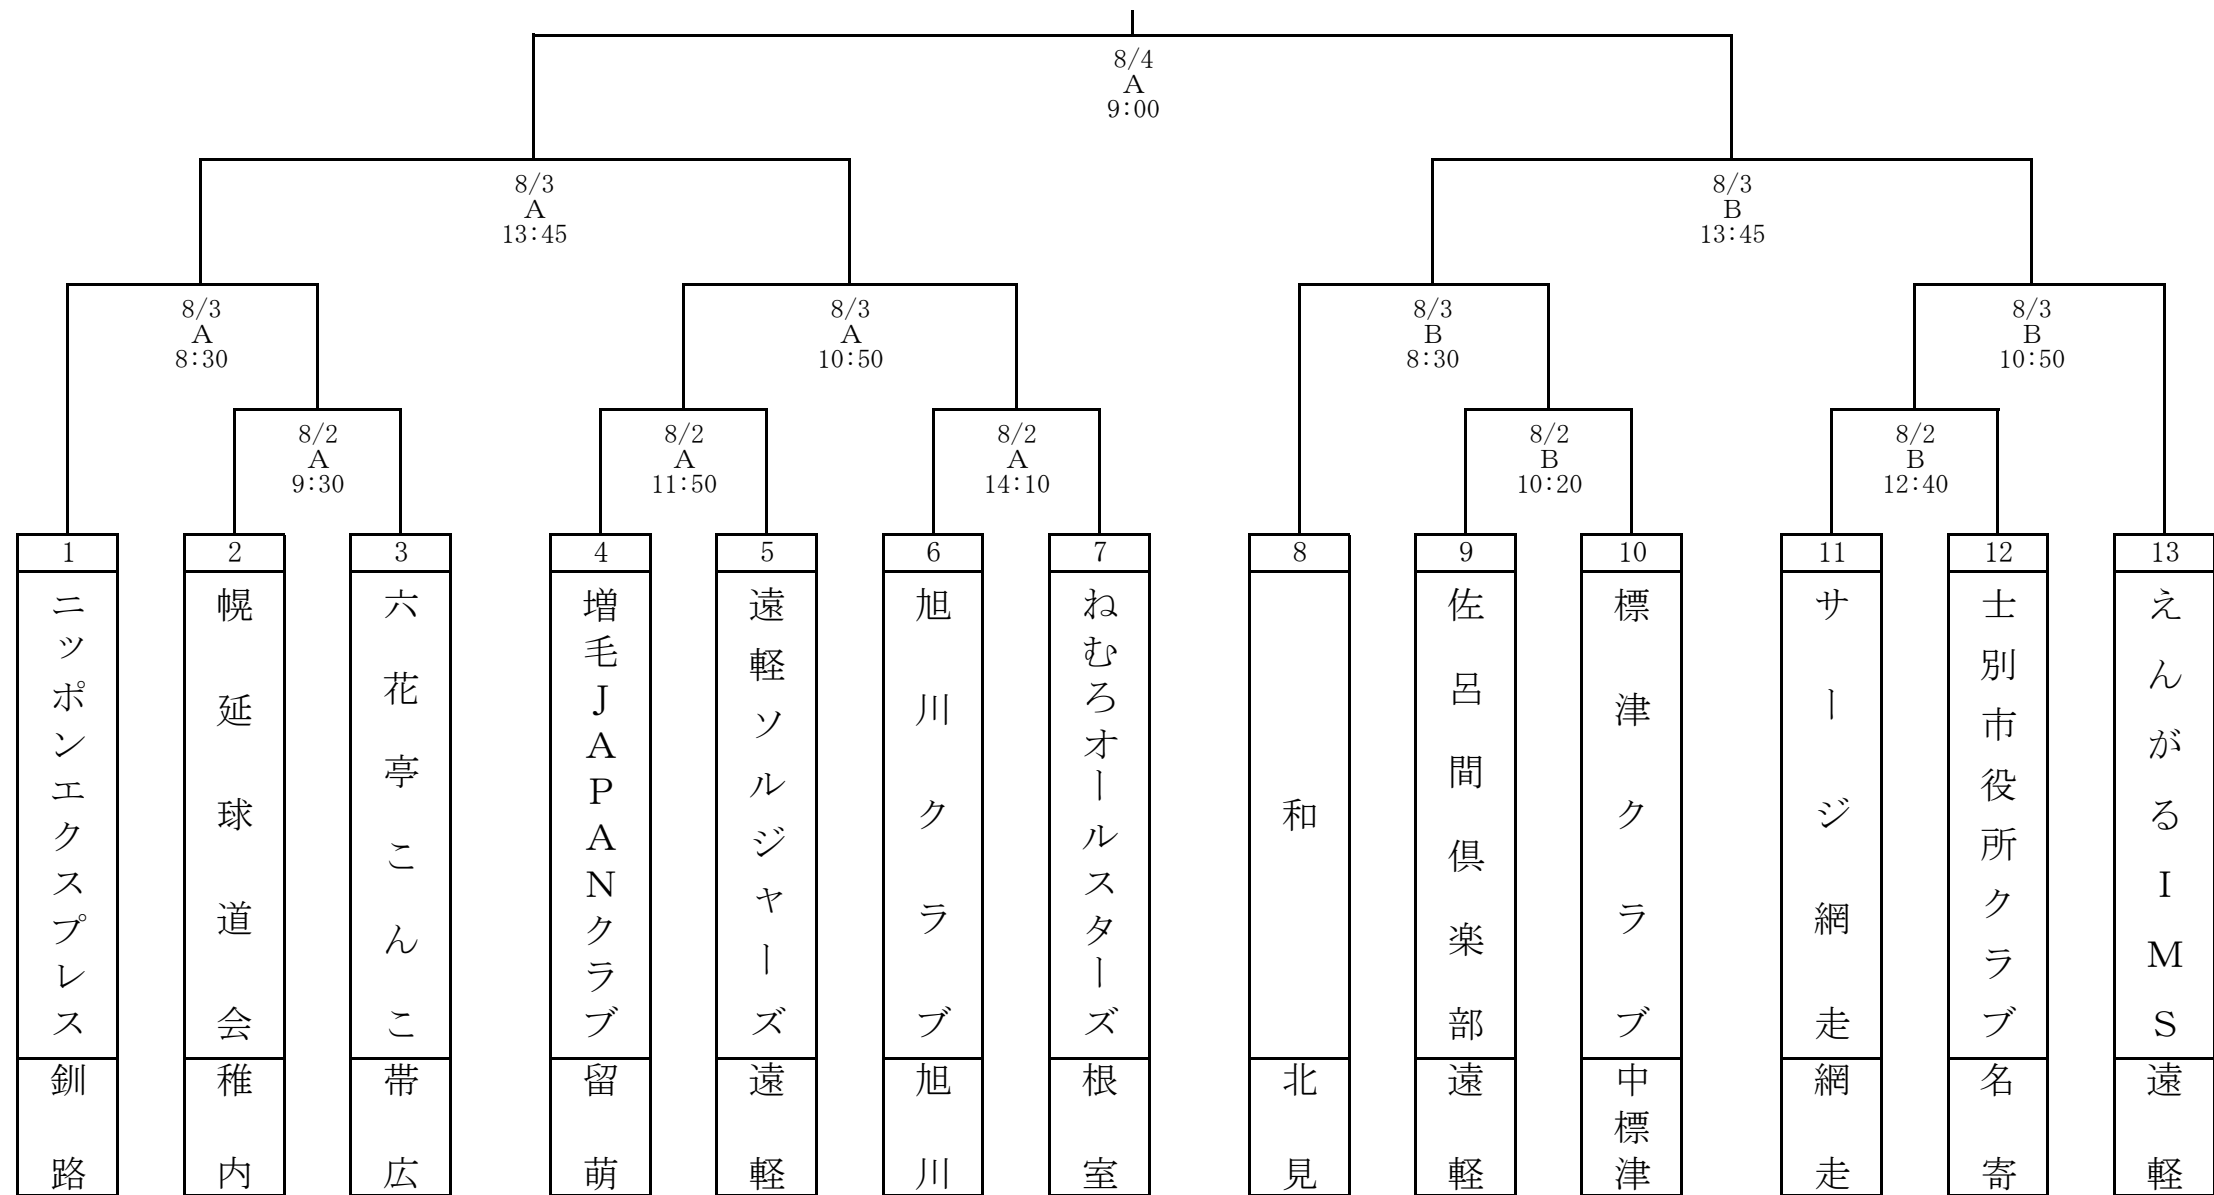 8/4
A
9:00
8/3
A
13:45
8/3
B
13:45
8/3
A
8:30
8/3
A
10:50
8/3
B
8:30
8/3
B
10:50
8/2
A
9:30
8/2
A
11:50
8/2
A
14:10
8/2
B
10:20
8/2
B
12:40
1
ニッポンエクスプレス
釧路
2
幌延球道会
稚内
3
六花亭こんこ
帯広
4
増毛JAPANクラブ
留萌
5
遠軽ソルジャーズ
遠軽
6
旭川クラブ
旭川
7
ねむろオールスターズ
根室
8
和
北見
9
佐呂間倶楽部
遠軽
10
標津クラブ
中標津
11
サージ網走
網走
12
士別市役所クラブ
名寄
13
えんがるIMS
遠軽